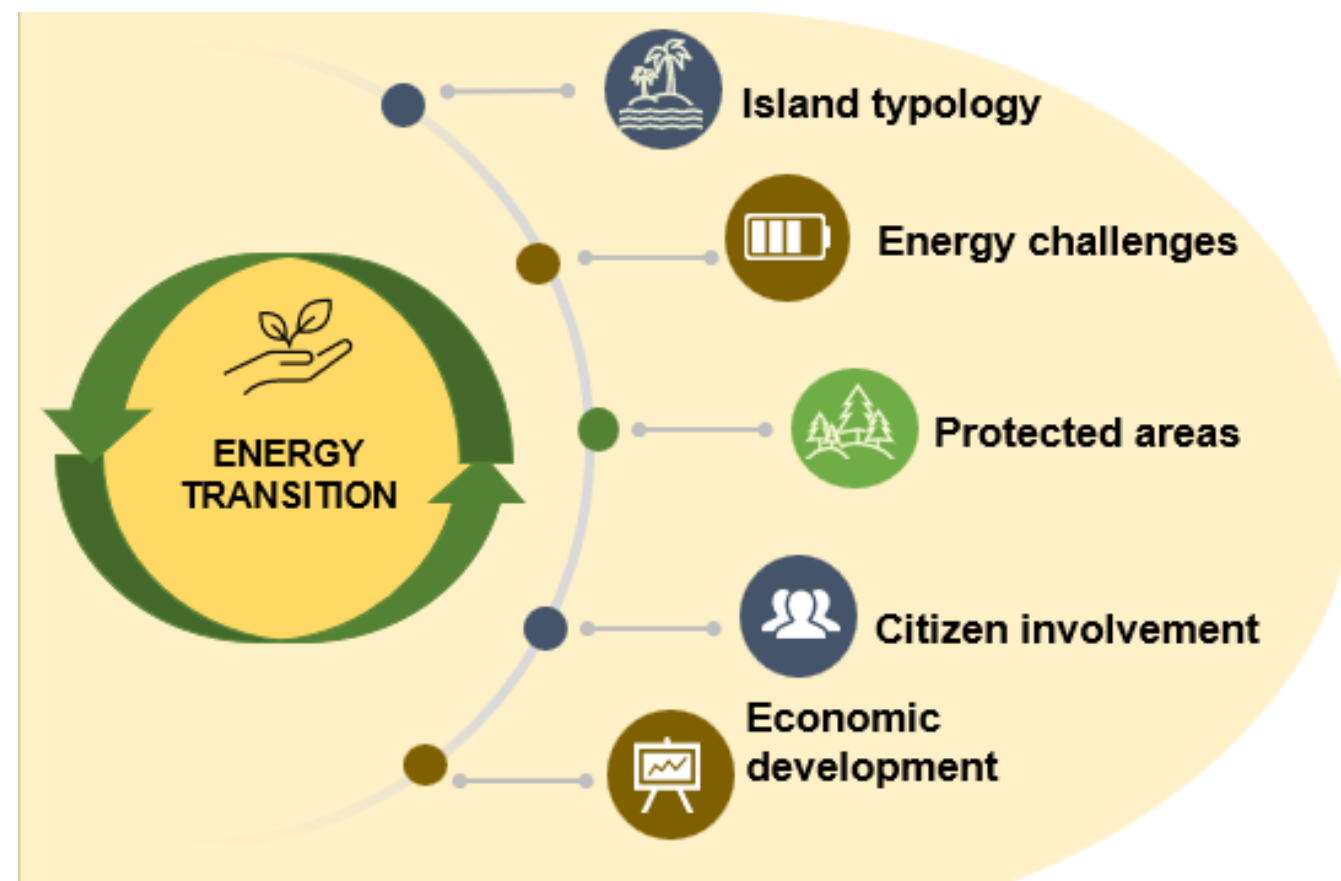 Island typology
Energy challenges
ENERGY
TRANSITION
Protected areas
Citizen involvement
Economic
development